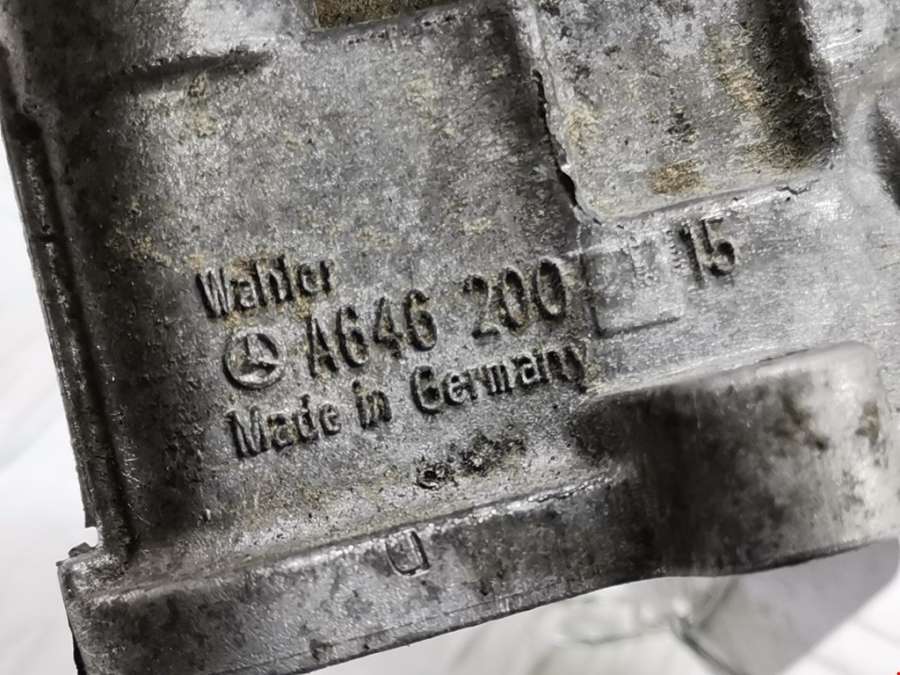 Wahler
A646 200 15
Made in Germany
U